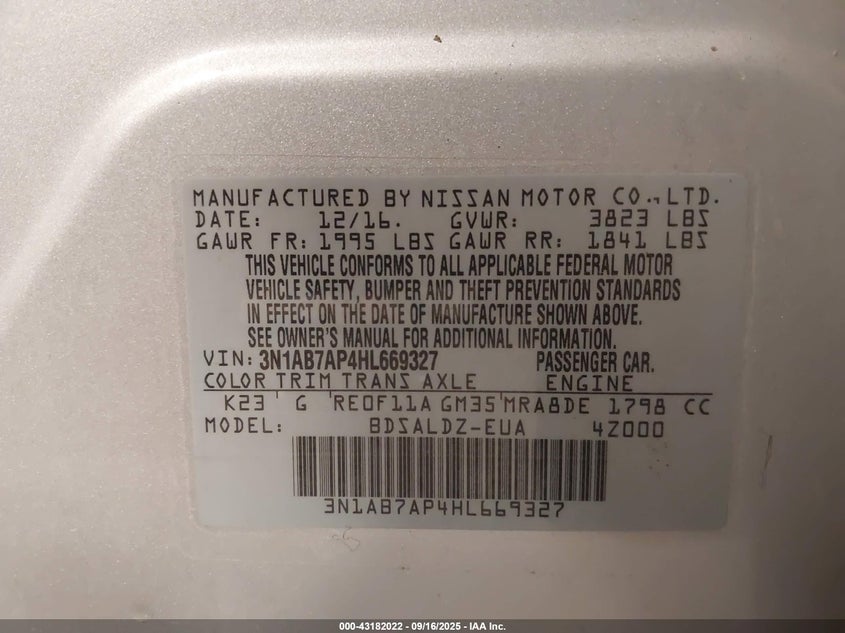 MANUFACTURED BY NISSAN MOTOR CO., LTD.
DATE: 12/16. GVWR: 3823 LBS
GAWR FR: 1995 LBS GAWR RR: 1841 LBS
THIS VEHICLE CONFORMS TO ALL APPLICABLE FEDERAL MOTOR
VEHICLE SAFETY, BUMPER AND THEFT PREVENTION STANDARDS
IN EFFECT ON THE DATE OF MANUFACTURE SHOWN ABOVE.
SEE OWNER'S MANUAL FOR ADDITIONAL INFORMATION.
VIN: 3N1AB7AP4HL669327 PASSENGER CAR.
COLOR TRIM TRANS AXLE ENGINE
K23 G RE0F11A GM35 MRA8DE 1798 CC
MODEL: BDSALDZ-EUA 4Z000
3N1AB7AP4HL669327
000-43182022 - 09/16/2025 - IAA Inc.